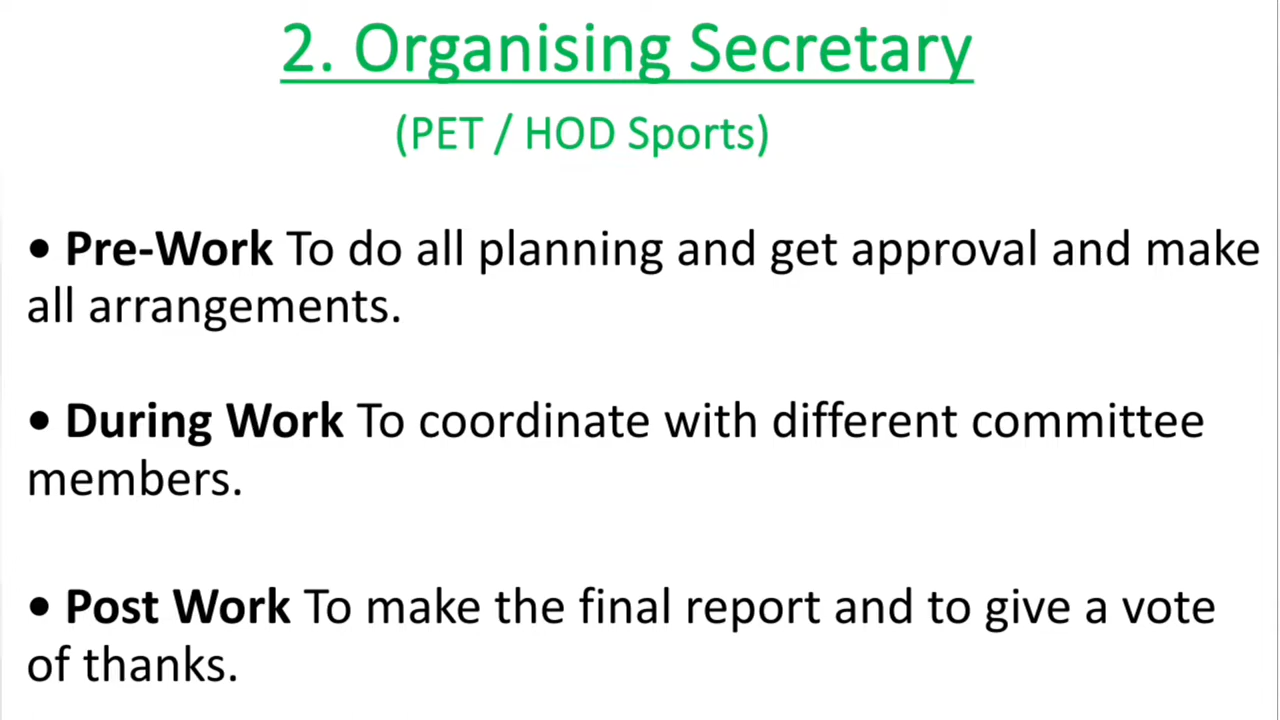 2. Organising Secretary
(PET / HOD Sports)
• Pre-Work To do all planning and get approval and make
all arrangements.
• During Work To coordinate with different committee
members.
• Post Work To make the final report and to give a vote
of thanks.